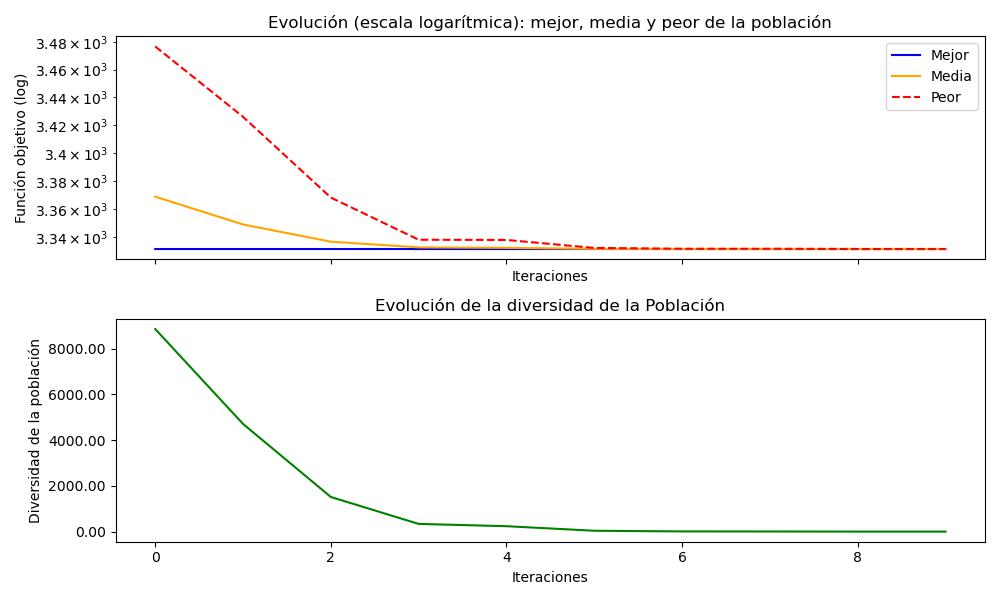 Evolución (escala logarítmica): mejor, media y peor de la población
3.48 × 10³
3.46 × 10³
3.44 × 10³
3.42 × 10³
3.4 × 10³
3.38 × 10³
3.36 × 10³
3.34 × 10³
Función objetivo (log)
Mejor
Media
Peor
Iteraciones
Evolución de la diversidad de la Población
8000.00
6000.00
4000.00
2000.00
0.00
Diversidad de la población
0 2 4 6 8
Iteraciones